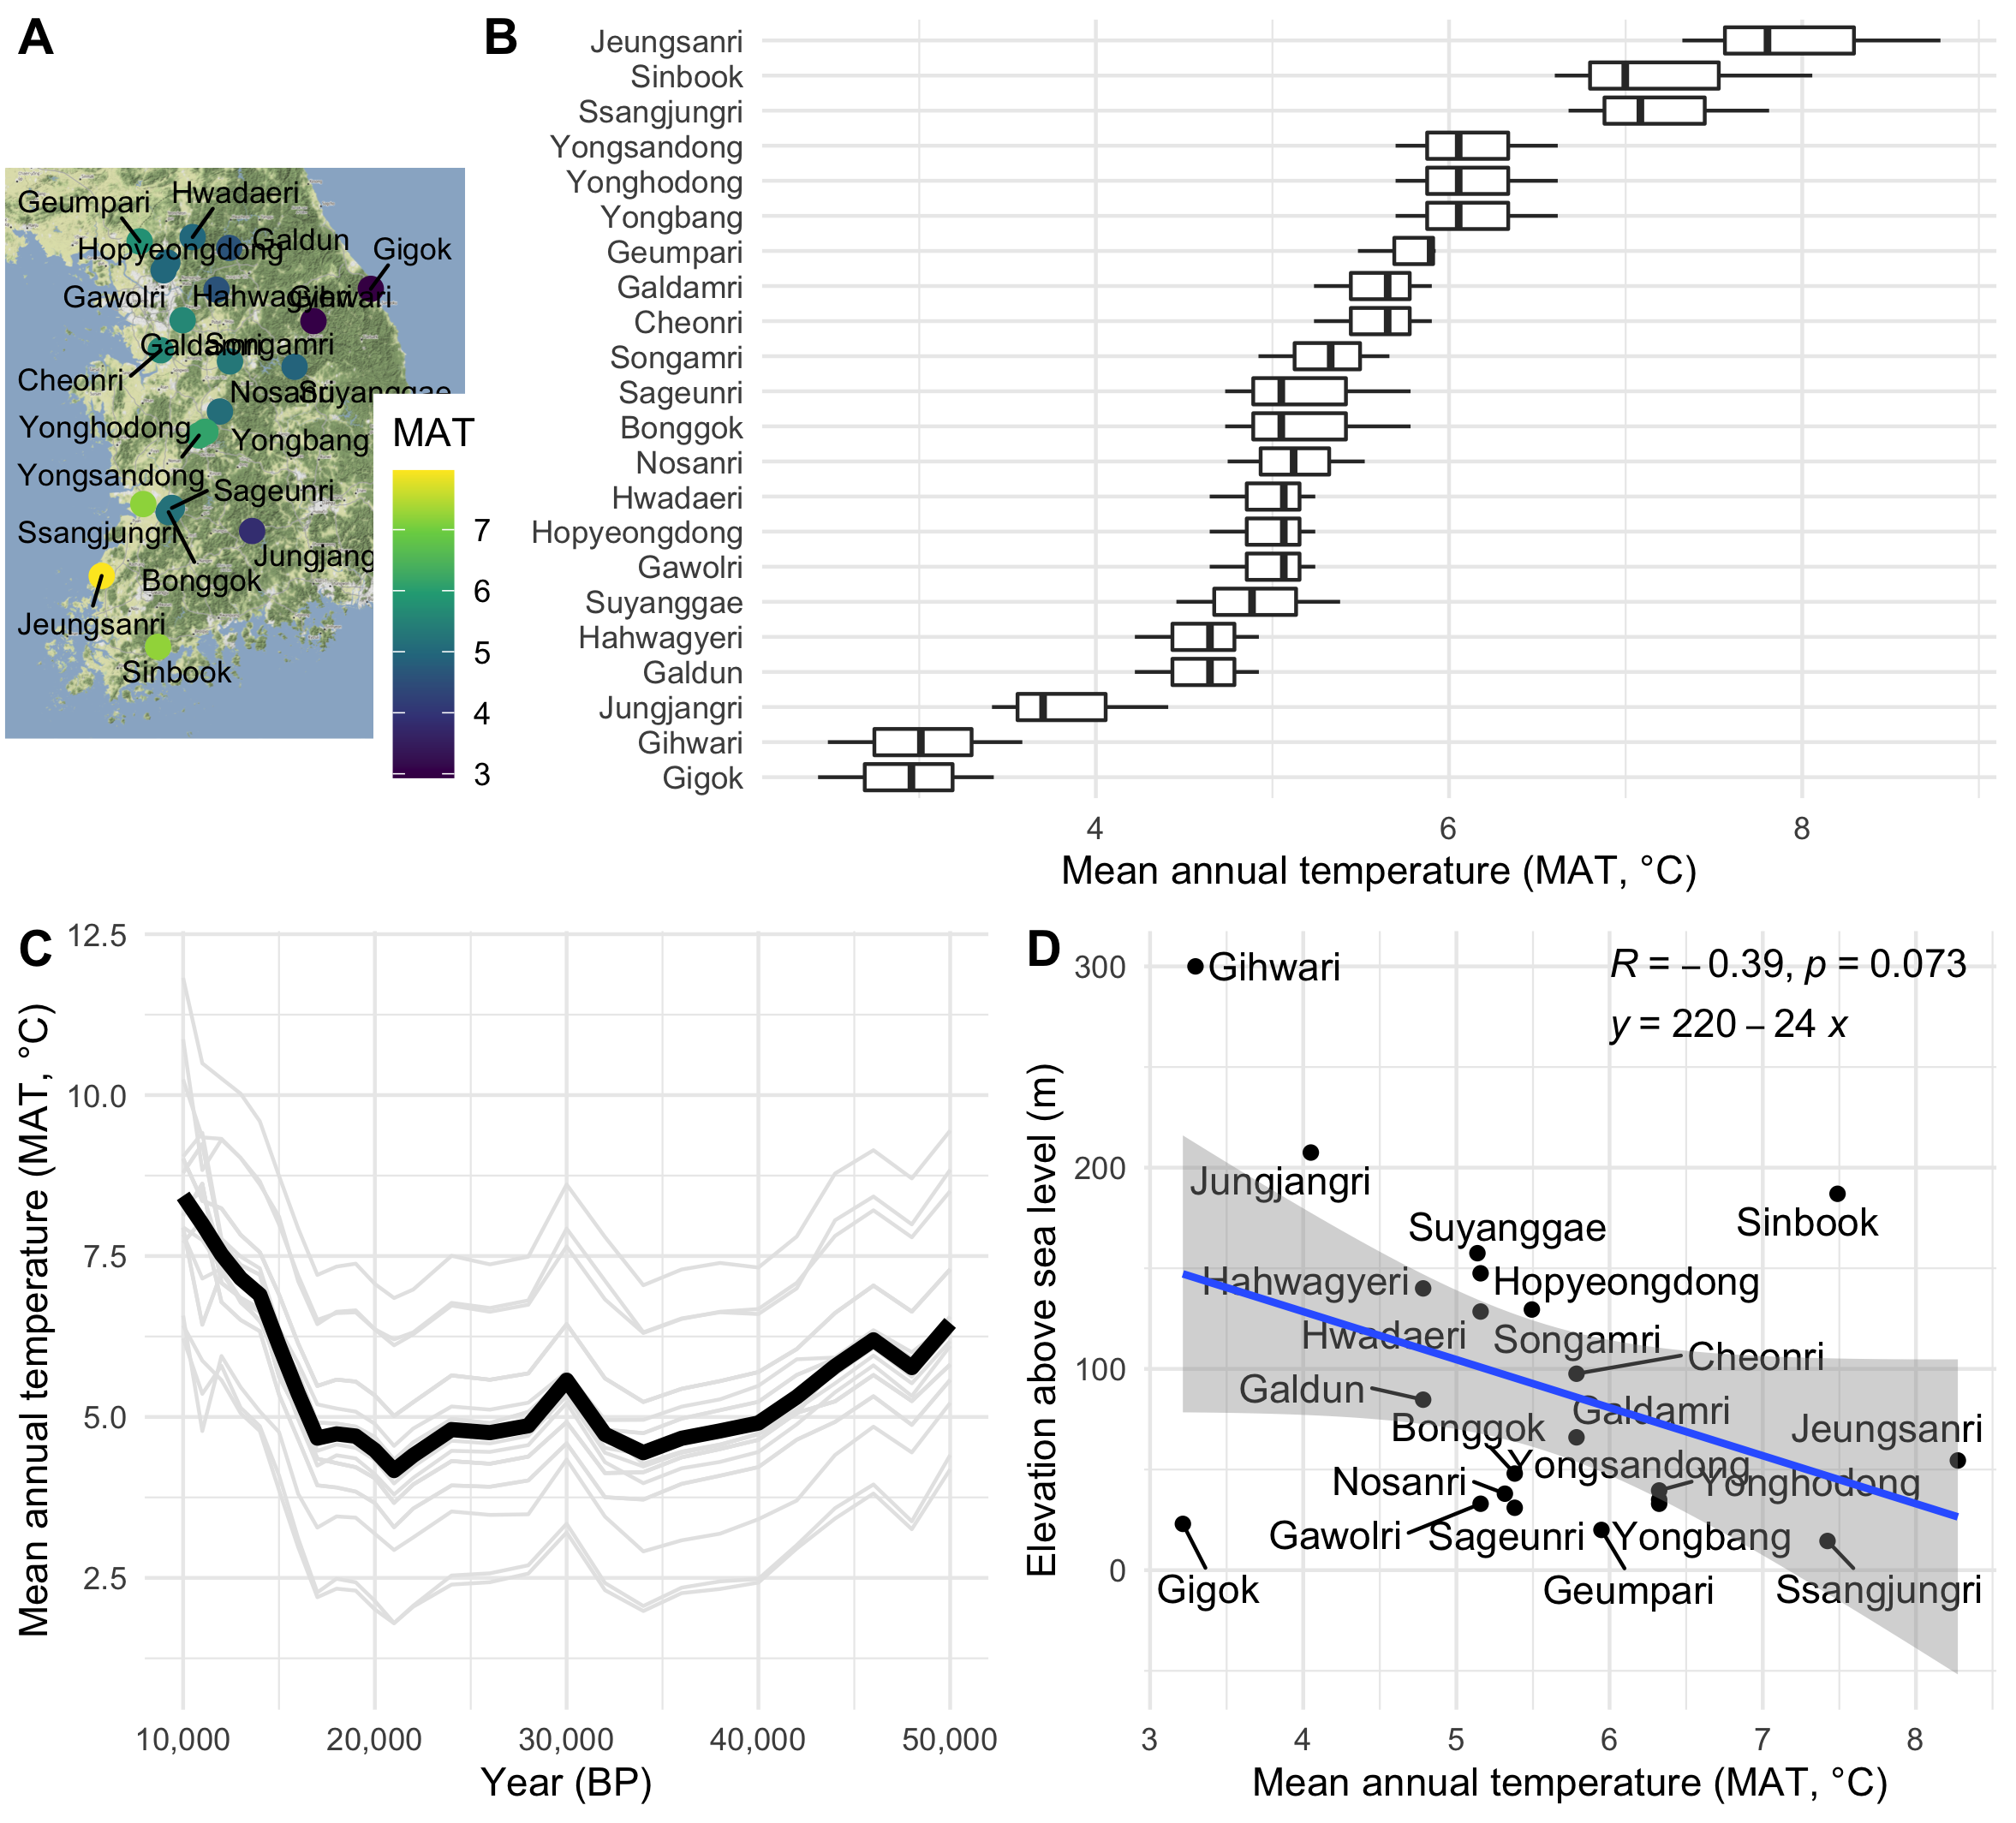 A
Geumpari
Hwadaeri
Hopyeongdong
Galdun
Gigok
Gawolri
Hahwagyeri
Gihwari
Galdamri
Songamri
Cheonri
Nosanri
Suyanggae
Yonghodong
Yongbang
Yongsandong
Sageunri
Ssangjungri
Jungjang
Bonggok
Jeungsanri
Sinbook
MAT
7
6
5
4
3
B
Jeungsanri
Sinbook
Ssangjungri
Yongsandong
Yonghodong
Yongbang
Geumpari
Galdamri
Cheonri
Songamri
Sageunri
Bonggok
Nosanri
Hwadaeri
Hopyeongdong
Gawolri
Suyanggae
Hahwagyeri
Galdun
Jungjangri
Gihwari
Gigok
4 6 8
Mean annual temperature (MAT, °C)
C
Mean annual temperature (MAT, °C)
12.5
10.0
7.5
5.0
2.5
10,000 20,000 30,000 40,000 50,000
Year (BP)
D
Elevation above sea level (m)
300
200
100
0
R = − 0.39, p = 0.073
y = 220 − 24 x
Gihwari
Jungjangri
Sinbook
Suyanggae
Hahwagyeri
Hopyeongdong
Hwadaeri
Songamri
Cheonri
Galdun
Galdamri
Bonggok
Jeungsanri
Yongsandong
Nosanri
Yonghodong
Gawolri
Sageunri
Yongbang
Gigok
Geumpari
Ssangjungri
3 4 5 6 7 8
Mean annual temperature (MAT, °C)